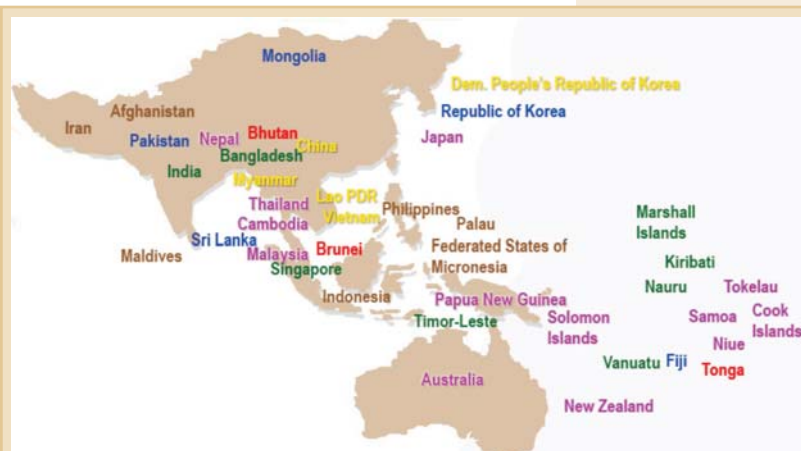 Mongolia
Dem. People's Republic of Korea
Afghanistan
Republic of Korea
Iran
Bhutan
Pakistan
Nepal
China
Japan
Bangladesh
India
Myanmar
Lao PDR
Thailand
Philippines
Vietnam
Cambodia
Palau
Marshall
Islands
Sri Lanka
Brunei
Maldives
Malaysia
Federated States of
Micronesia
Singapore
Kiribati
Nauru
Tokelau
Indonesia
Papua New Guinea
Solomon
Islands
Samoa
Cook
Islands
Timor-Leste
Niue
Vanuatu
Fiji
Tonga
Australia
New Zealand